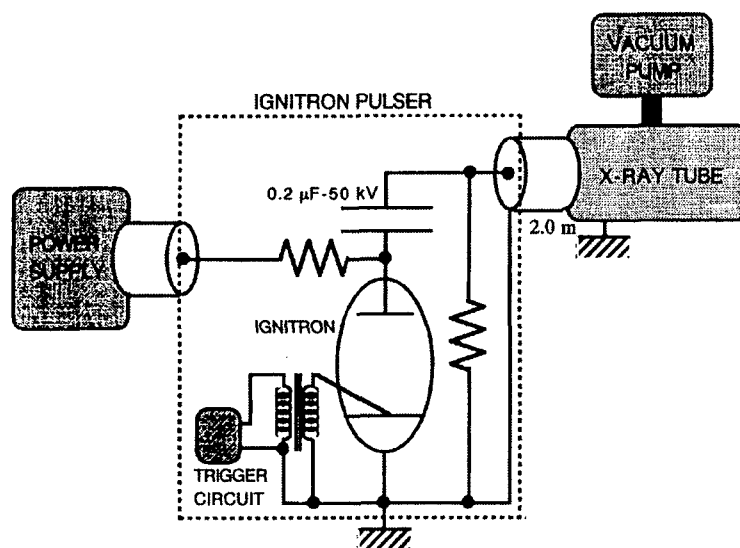 VACUUM
PUMP
IGNITRON PULSER
X-RAY TUBE
0.2 μF-50 kV
2.0 m
POWER
SUPPLY
IGNITRON
TRIGGER
CIRCUIT